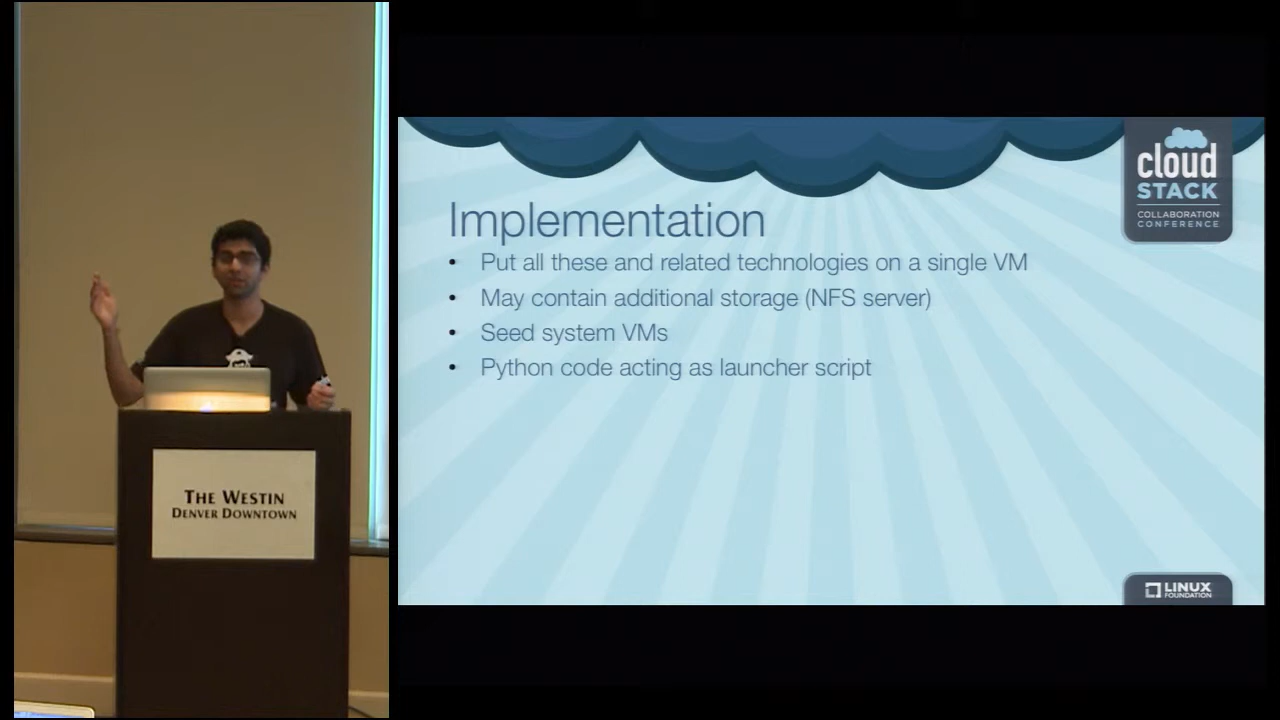 cloud
STACK
COLLABORATION
CONFERENCE
Implementation
• Put all these and related technologies on a single VM
• May contain additional storage (NFS server)
• Seed system VMs
• Python code acting as launcher script
THE WESTIN
DENVER DOWNTOWN
LINUX
FOUNDATION